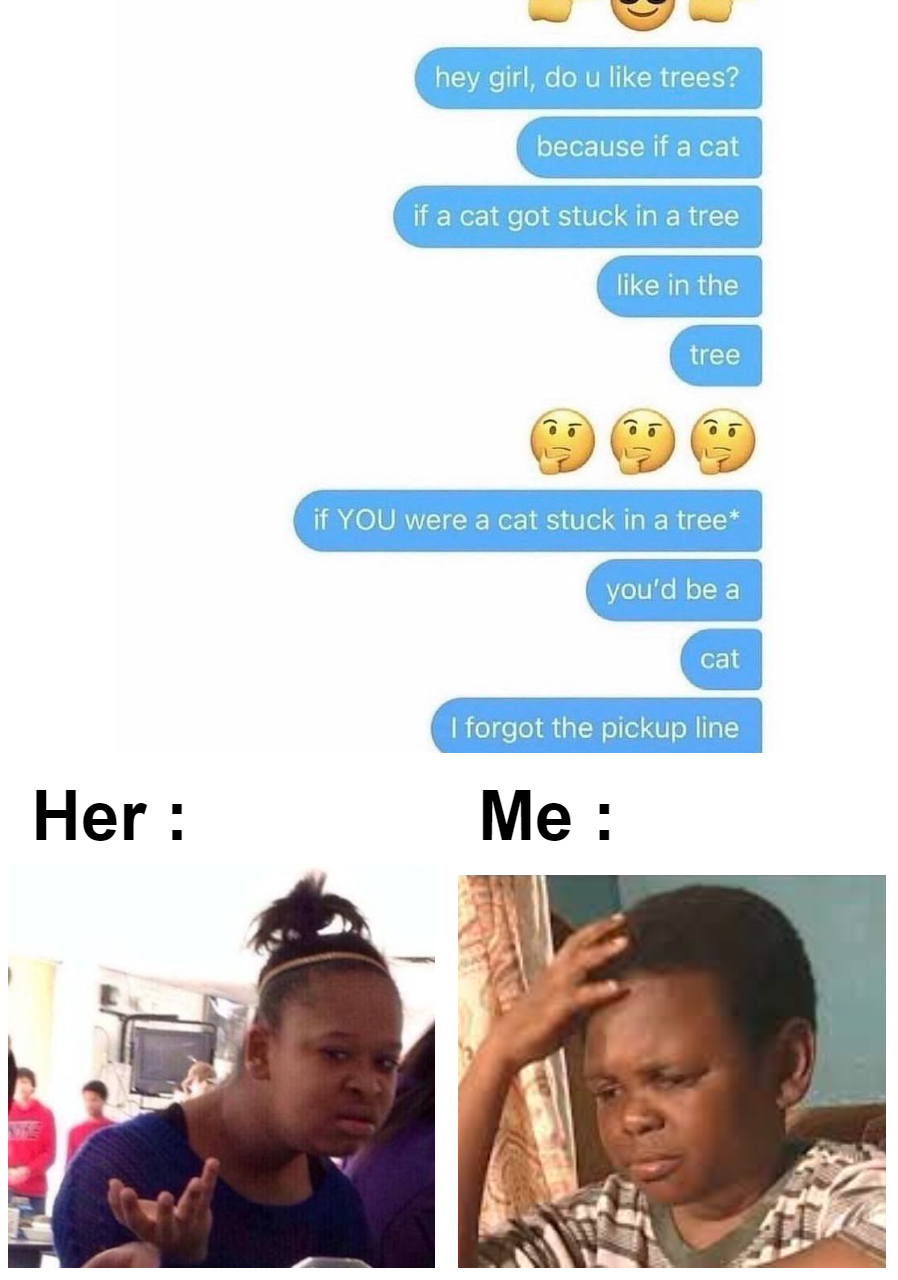 hey girl, do u like trees?
because if a cat
if a cat got stuck in a tree
like in the
tree
if YOU were a cat stuck in a tree*
you'd be a
cat
I forgot the pickup line
Her : Me :